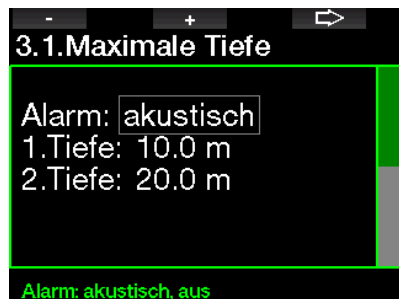 - +
3.1.Maximale Tiefe
Alarm: akustisch
1.Tiefe: 10.0 m
2.Tiefe: 20.0 m
Alarm: akustisch, aus